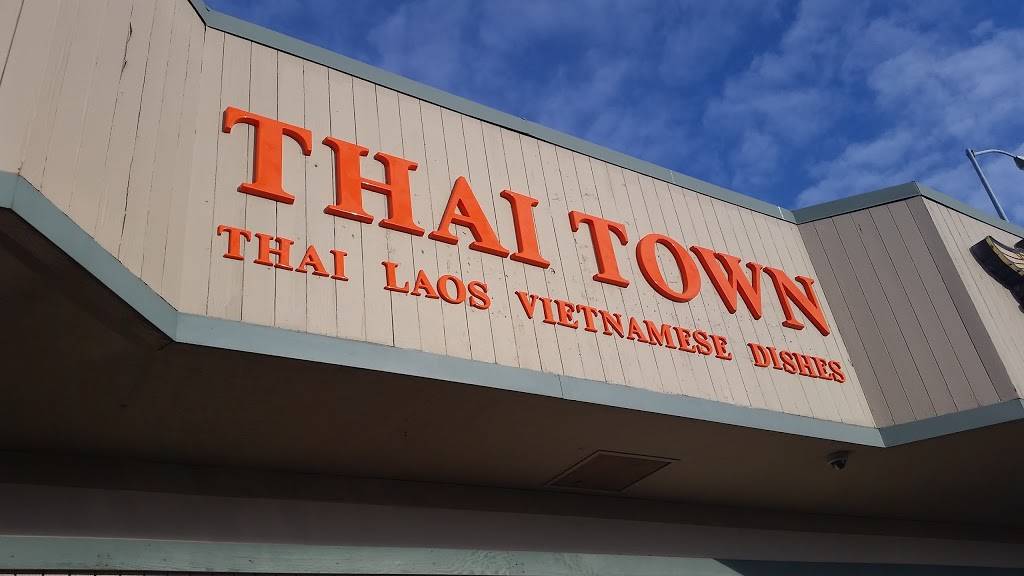 THAI TOWN
THAI LAOS VIETNAMESE DISHES